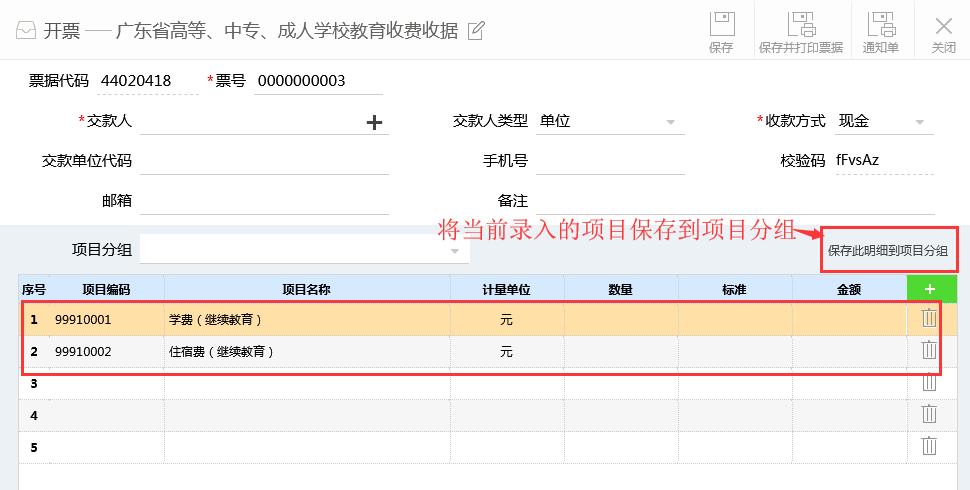 开票 —— 广东省高等、中专、成人学校教育收费收据
保存 保存并打印票据 通知单 关闭
票据代码 44020418 *票号 0000000003
*交款人 交款人类型 单位 *收款方式 现金
交款单位代码 手机号 校验码 fFvsAz
邮箱 备注
将当前录入的项目保存到项目分组
项目分组 保存此明细到项目分组
序号 项目编码 项目名称 计量单位 数量 标准 金额 +
1 99910001 学费（继续教育） 元
2 99910002 住宿费（继续教育） 元
3
4
5